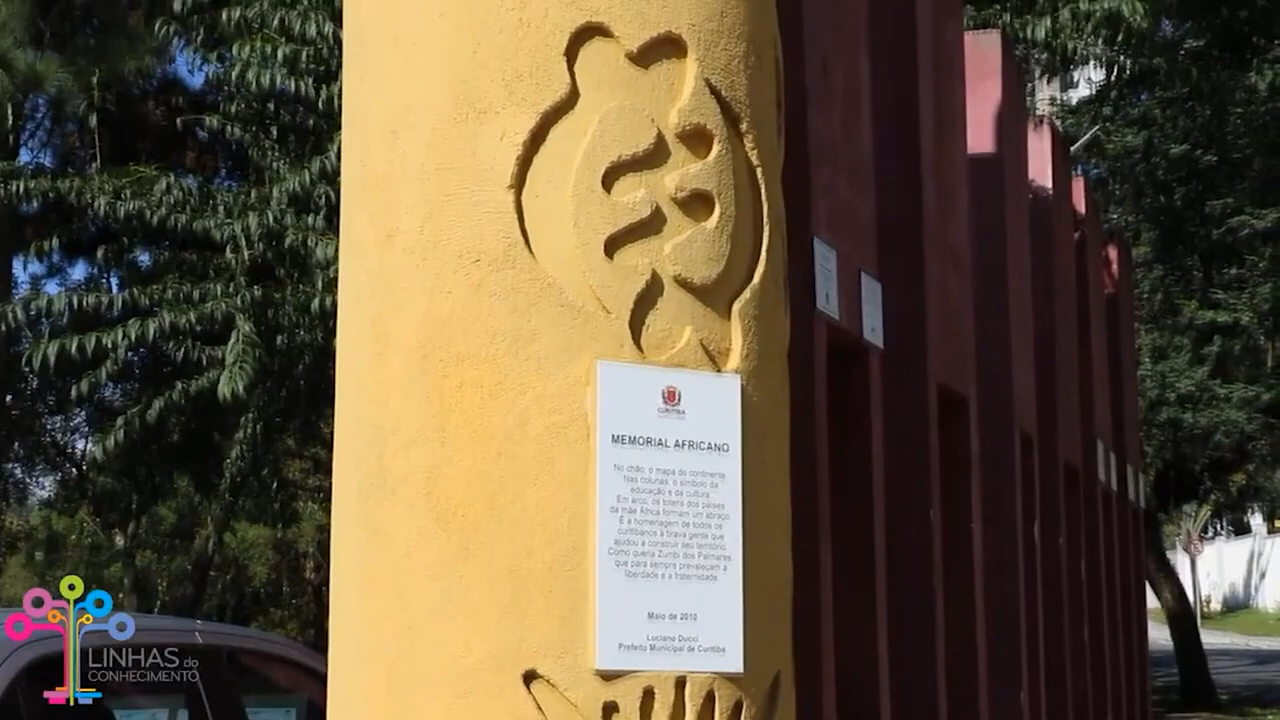 CURITIBA
MEMORIAL AFRICANO
No chão, o mapa do continente
Nas colunas, o símbolo da
educação e da cultura
Em arco, os totens dos países
da mãe África formam um abraço
É a homenagem de todos os
curitibanos à brava gente que
ajudou a construir seu território.
Como queria Zumbi dos Palmares
que para sempre prevaleçam a
liberdade e a fraternidade
Maio de 2010
Luciano Ducci
Prefeito Municipal de Curitiba
LINHAS do
CONHECIMENTO